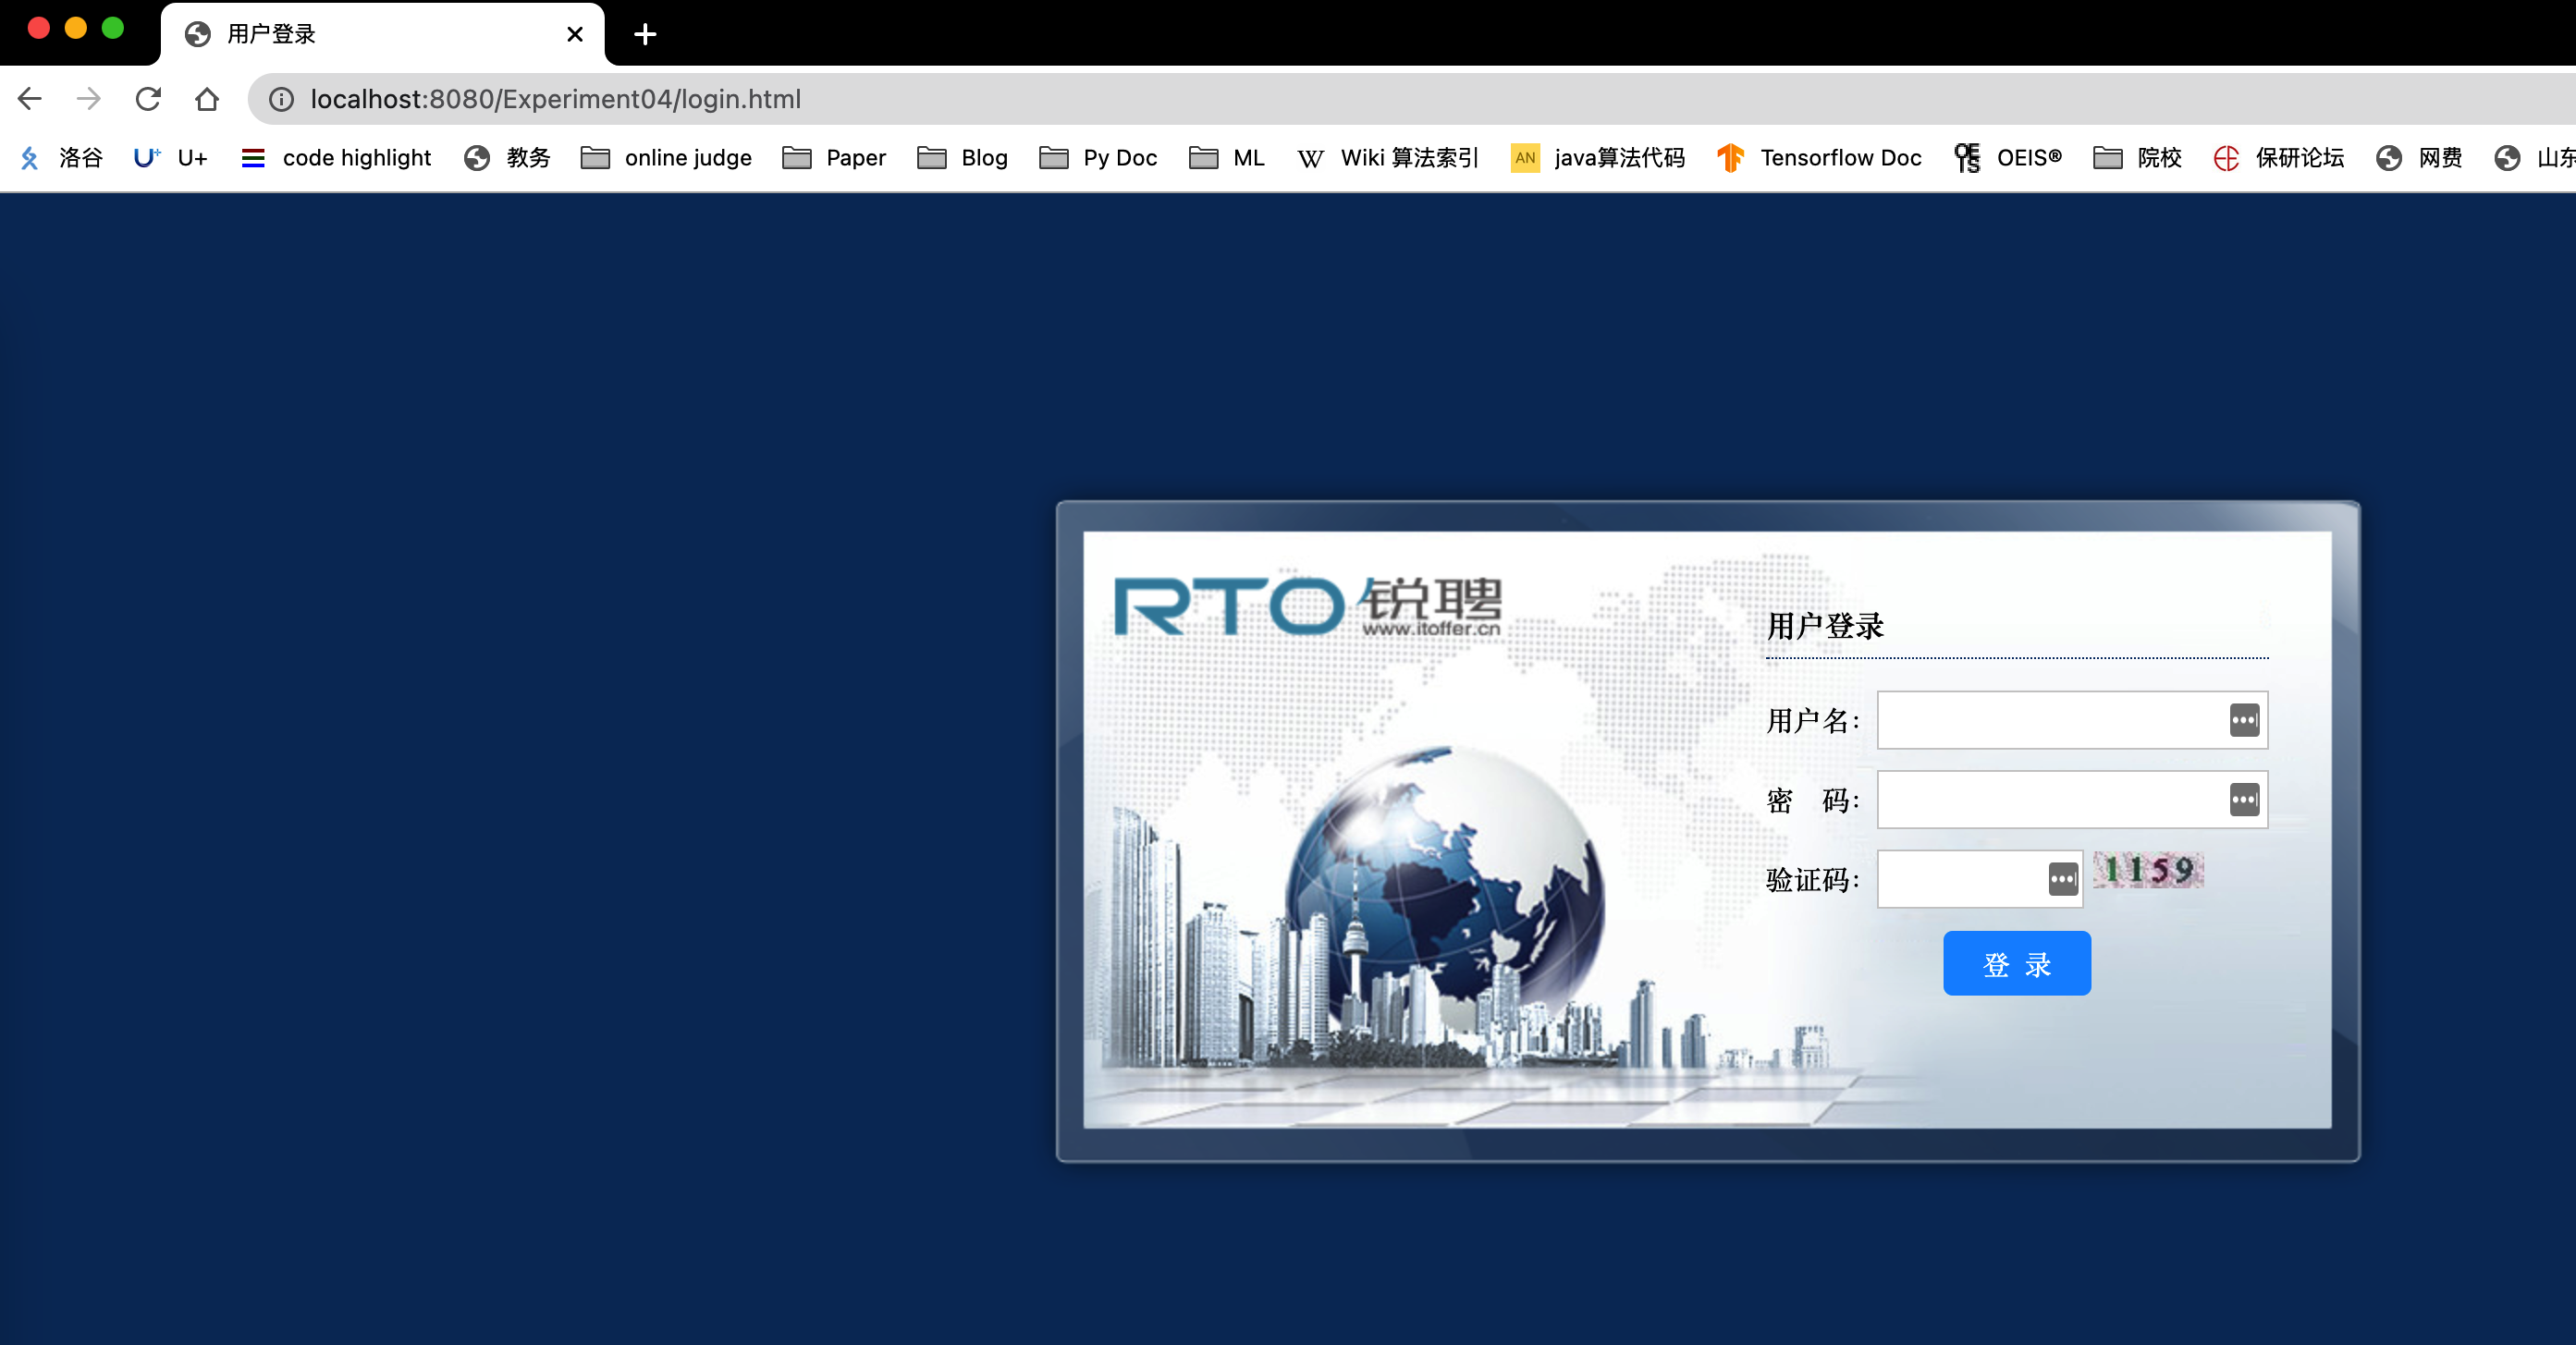 用户登录
localhost:8080/Experiment04/login.html
洛谷 U+ code highlight 教务 online judge Paper Blog Py Doc ML Wiki 算法索引 AN java算法代码 Tensorflow Doc OEIS® 院校 保研论坛 网费 山东
RTO 锐聘
www.itoffer.cn
用户登录
用户名：
密 码：
验证码： 1159
登 录